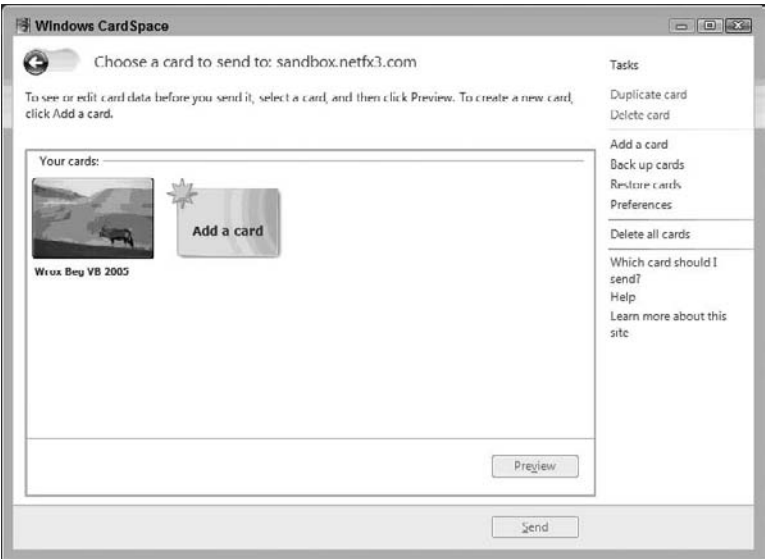 Windows CardSpace
Choose a card to send to: sandbox.netfx3.com
To see or edit card data before you send it, select a card, and then click Preview. To create a new card,
click Add a card.
Your cards:
Add a card
Wrox Beg VB 2005
Preview
Send
Tasks
Duplicate card
Delete card
Add a card
Back up cards
Restore cards
Preferences
Delete all cards
Which card should I
send?
Help
Learn more about this
site